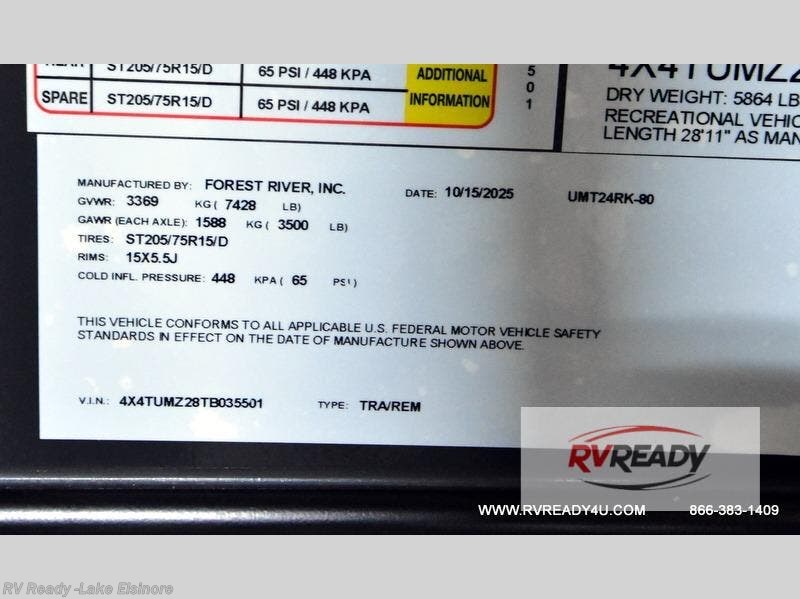 REAR ST205/75R15/D 65 PSI / 448 KPA
SPARE ST205/75R15/D 65 PSI / 448 KPA
ADDITIONAL
INFORMATION
5
0
1
4X4TUMZ2
DRY WEIGHT: 5864 LB
RECREATIONAL VEHIC
LENGTH 28'11" AS MAN
MANUFACTURED BY: FOREST RIVER, INC. DATE: 10/15/2025 UMT24RK-80
GVWR: 3369 KG ( 7428 LB)
GAWR (EACH AXLE): 1588 KG ( 3500 LB)
TIRES: ST205/75R15/D
RIMS: 15X5.5J
COLD INFL. PRESSURE: 448 KPA ( 65 PSI)
THIS VEHICLE CONFORMS TO ALL APPLICABLE U.S. FEDERAL MOTOR VEHICLE SAFETY
STANDARDS IN EFFECT ON THE DATE OF MANUFACTURE SHOWN ABOVE.
V.I.N.: 4X4TUMZ28TB035501 TYPE: TRA/REM
RVREADY
WWW.RVREADY4U.COM 866-383-1409
RV Ready -Lake Elsinore